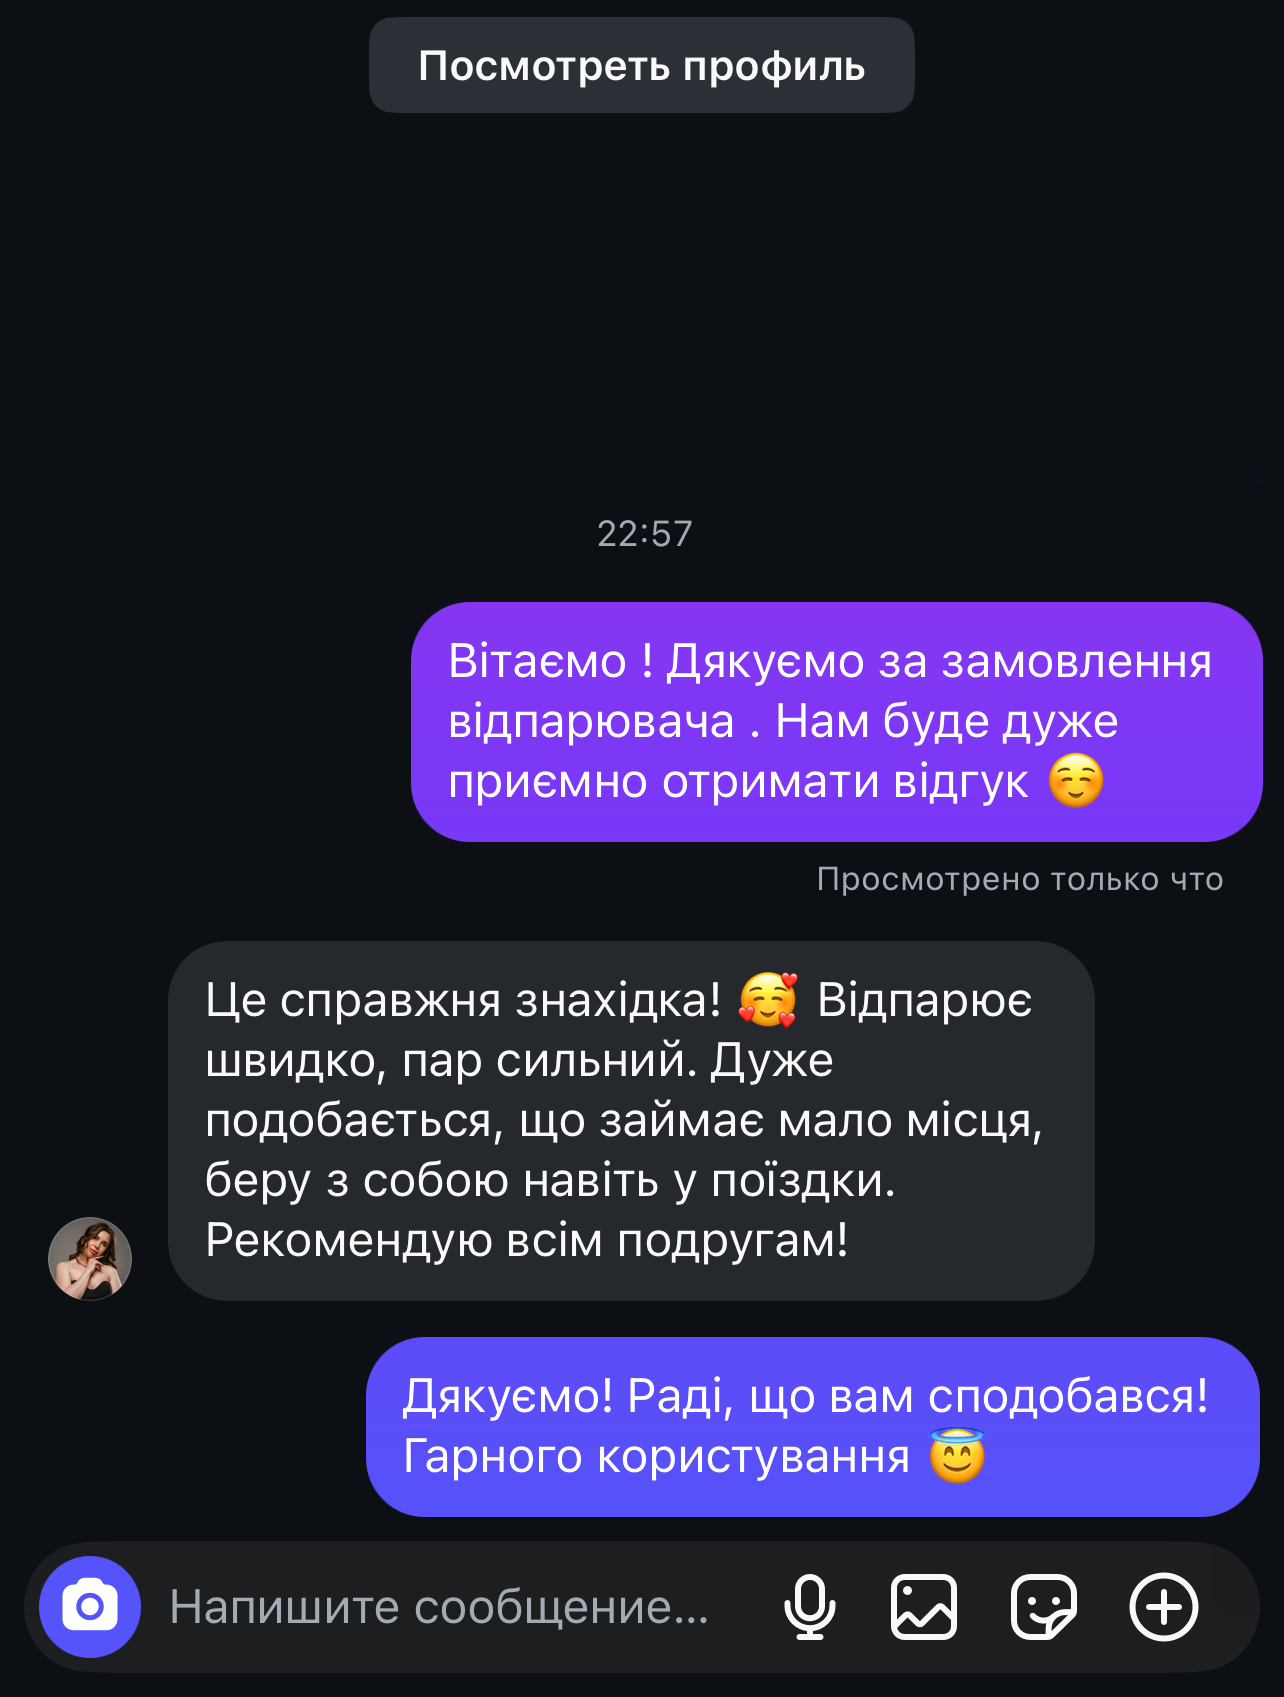 Посмотреть профиль
22:57
Вітаємо ! Дякуємо за замовлення
відпарювача . Нам буде дуже
приємно отримати відгук ☺️
Просмотрено только что
Це справжня знахідка! 🥰 Відпарює
швидко, пар сильний. Дуже
подобається, що займає мало місця,
беру з собою навіть у поїздки.
Рекомендую всім подругам!
Дякуємо! Раді, що вам сподобався!
Гарного користування 😇
Напишите сообщение...